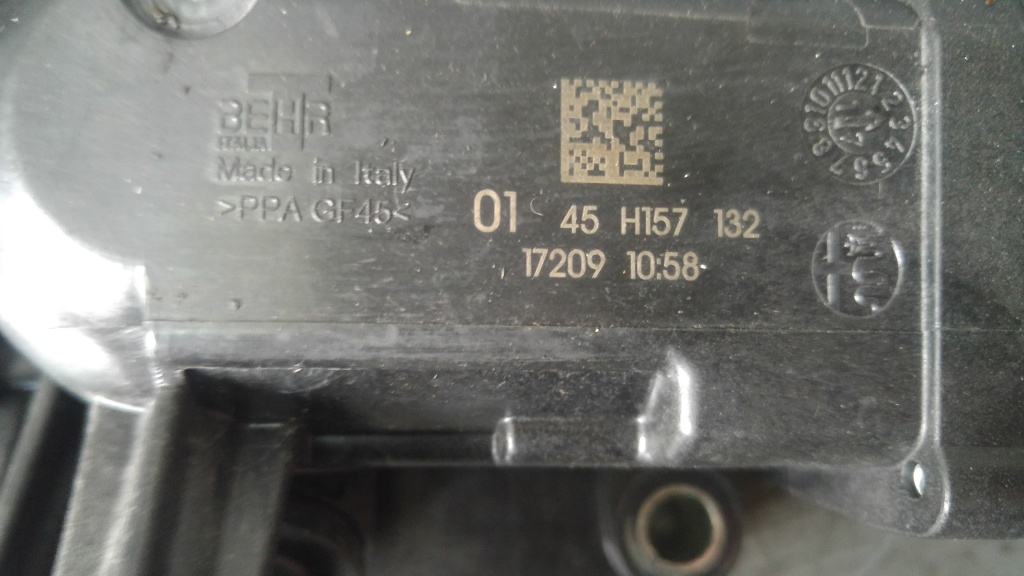 BEHR
ITALIA
Made in Italy
>PPA GF45<
01 45 H157 132
17209 10:58